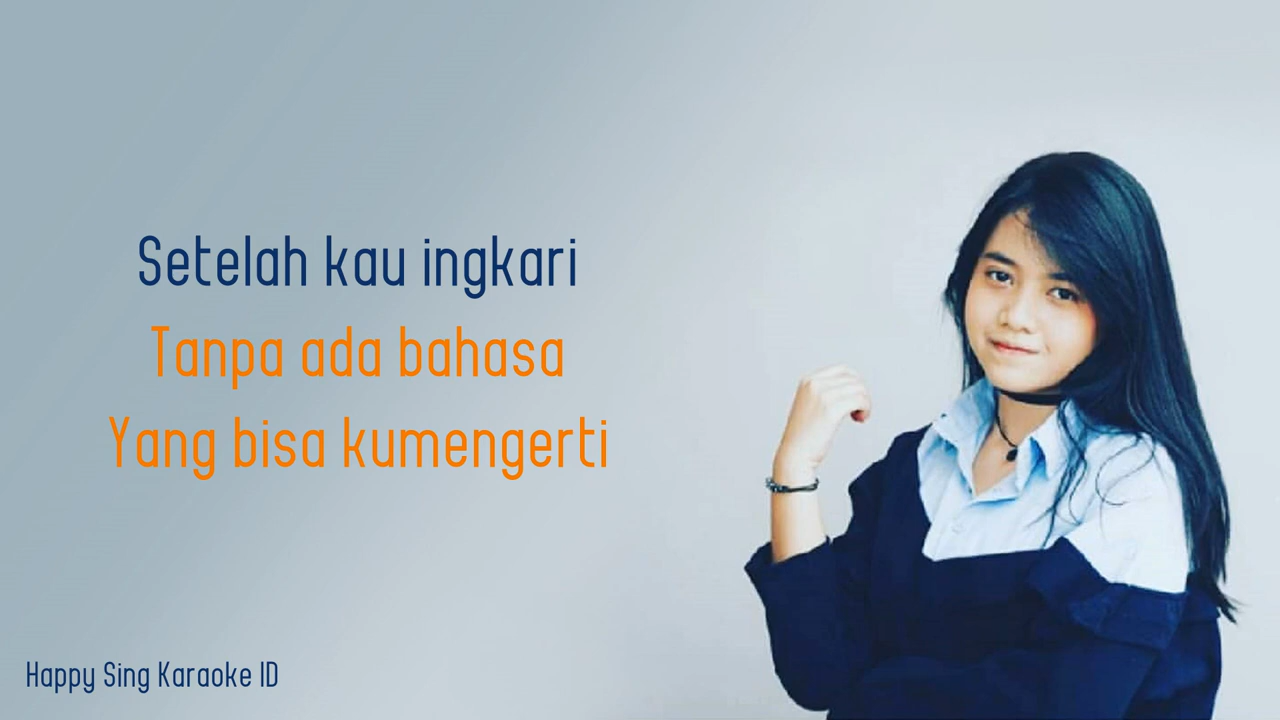 Setelah kau ingkari
Tanpa ada bahasa
Yang bisa kumengerti
Happy Sing Karaoke ID